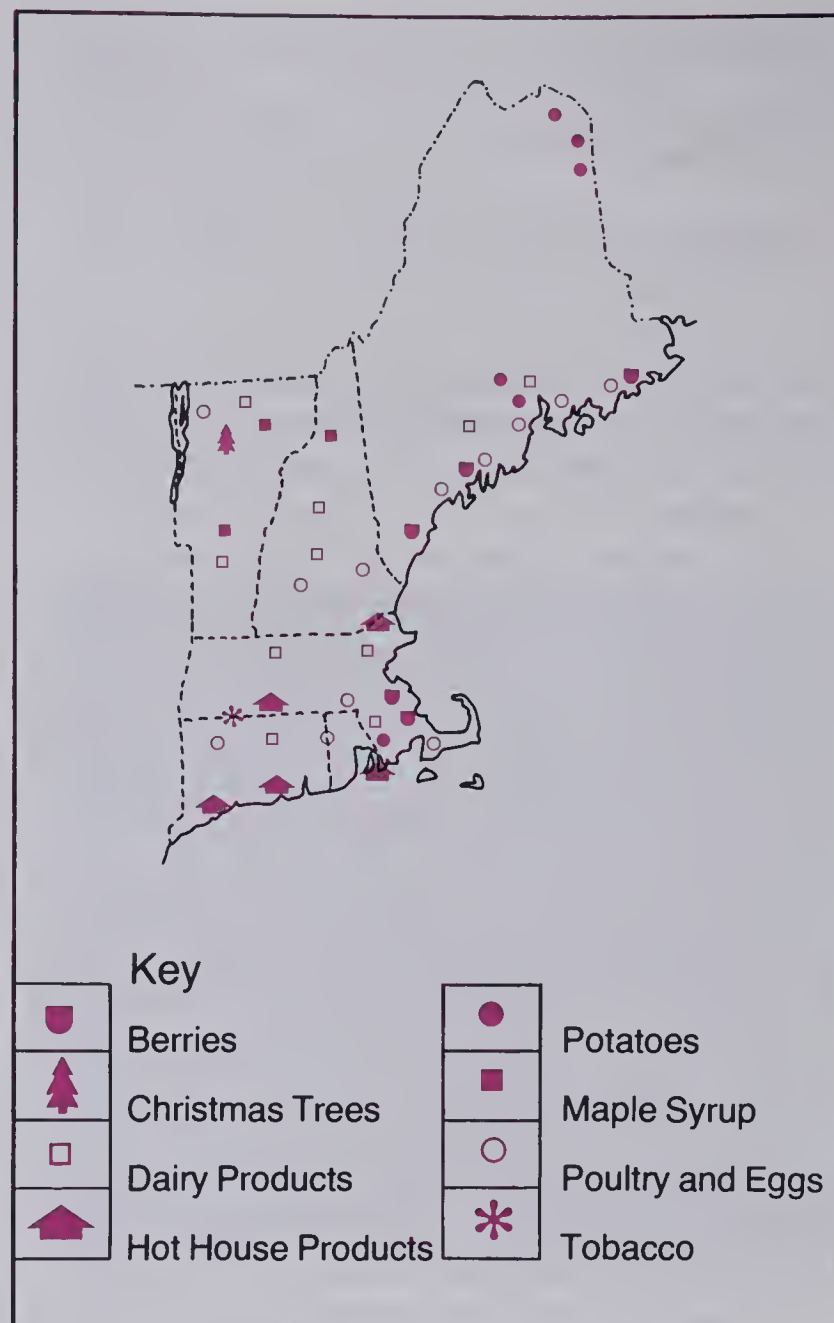 Key
Berries
Christmas Trees
Dairy Products
Hot House Products
Potatoes
Maple Syrup
Poultry and Eggs
Tobacco